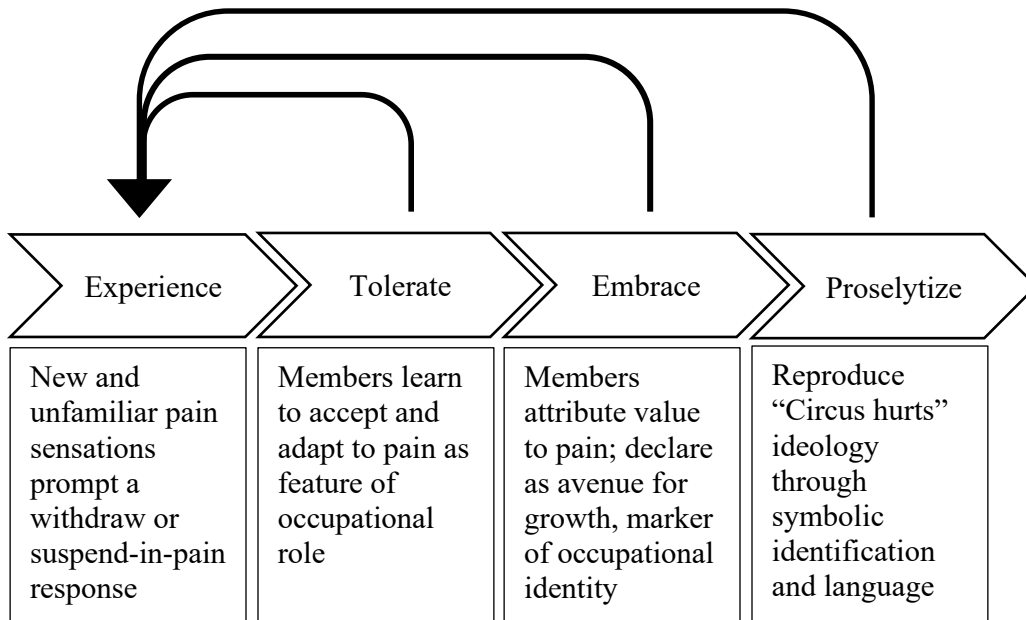 Experience
Tolerate
Embrace
Proselytize
New and
unfamiliar pain
sensations
prompt a
withdraw or
suspend-in-pain
response
Members learn
to accept and
adapt to pain as
feature of
occupational
role
Members
attribute value
to pain; declare
as avenue for
growth, marker
of occupational
identity
Reproduce
“Circus hurts”
ideology
through
symbolic
identification
and language